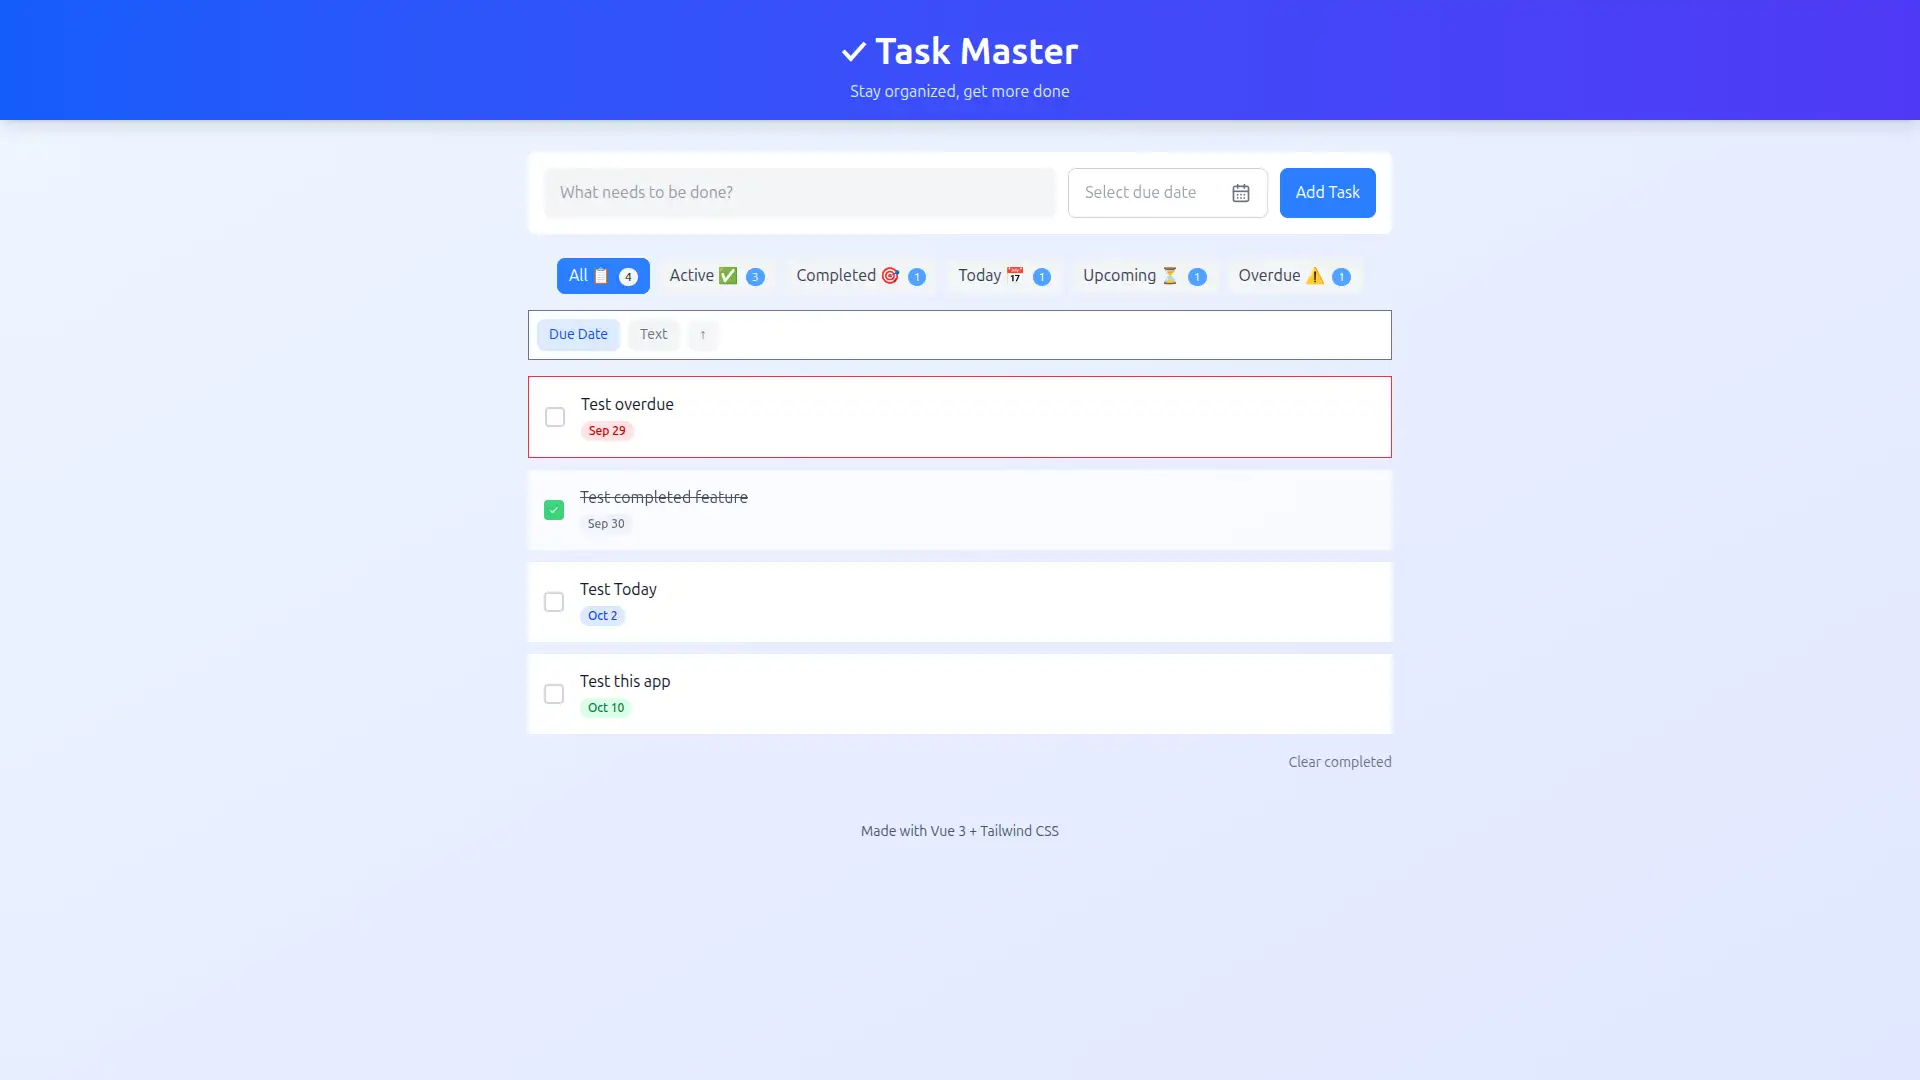 ✓ Task Master
Stay organized, get more done
What needs to be done? Select due date Add Task
All 📋 4 Active ✅ 3 Completed 🎯 1 Today 📅 1 Upcoming ⏳ 1 Overdue ⚠️ 1
Due Date Text ↑
Test overdue
Sep 29
Test completed feature
Sep 30
Test Today
Oct 2
Test this app
Oct 10
Clear completed
Made with Vue 3 + Tailwind CSS